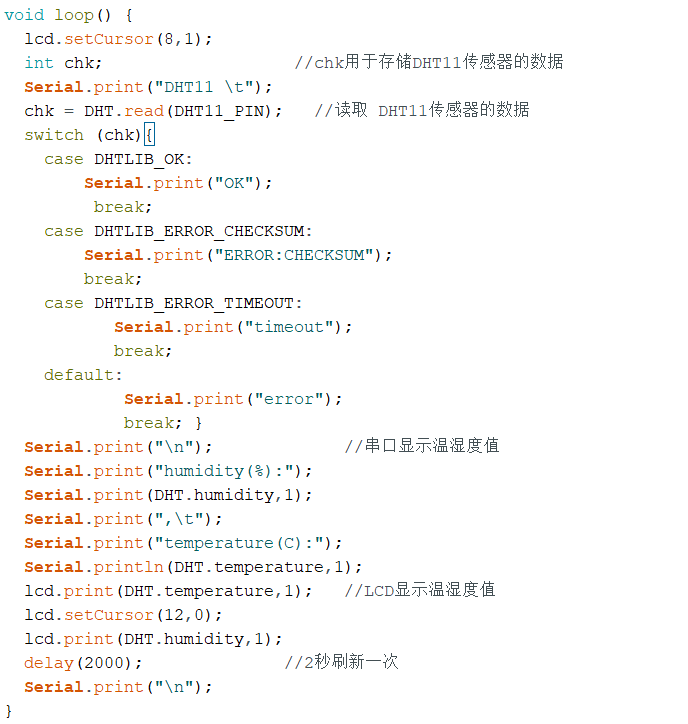 void loop() {
  lcd.setCursor(8,1);
  int chk;                   //chk用于存储DHT11传感器的数据
  Serial.print("DHT11 \t");
  chk = DHT.read(DHT11_PIN);   //读取 DHT11传感器的数据
  switch (chk){
    case DHTLIB_OK:
        Serial.print("OK");
         break;
    case DHTLIB_ERROR_CHECKSUM:
        Serial.print("ERROR:CHECKSUM");
        break;
    case DHTLIB_ERROR_TIMEOUT:
           Serial.print("timeout");
           break;
    default:
            Serial.print("error");
            break; }
  Serial.print("\n");             //串口显示温湿度值
  Serial.print("humidity(%):");
  Serial.print(DHT.humidity,1);
  Serial.print(",\t");
  Serial.print("temperature(C):");
  Serial.println(DHT.temperature,1);
  lcd.print(DHT.temperature,1);   //LCD显示温湿度值
  lcd.setCursor(12,0);
  lcd.print(DHT.humidity,1);
  delay(2000);              //2秒刷新一次
  Serial.print("\n");
}